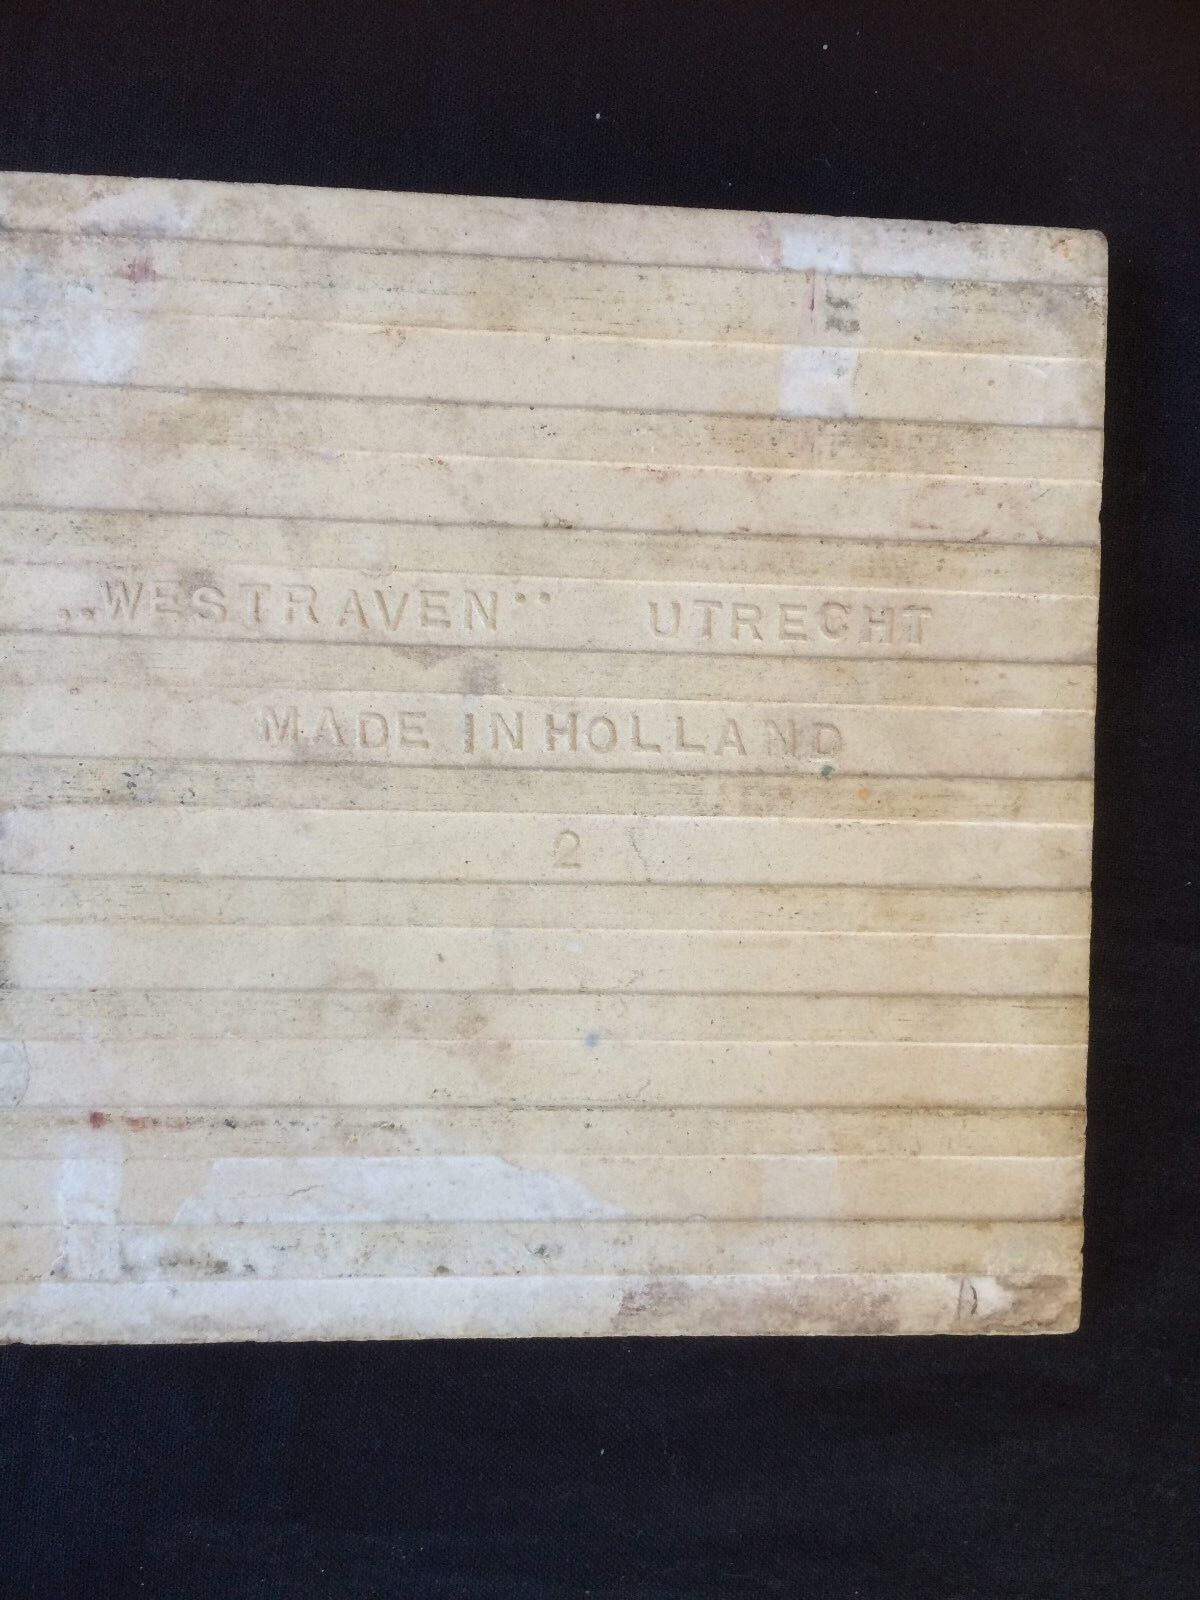 „WESTRAVEN¨ UTRECHT
MADE IN HOLLAND
2